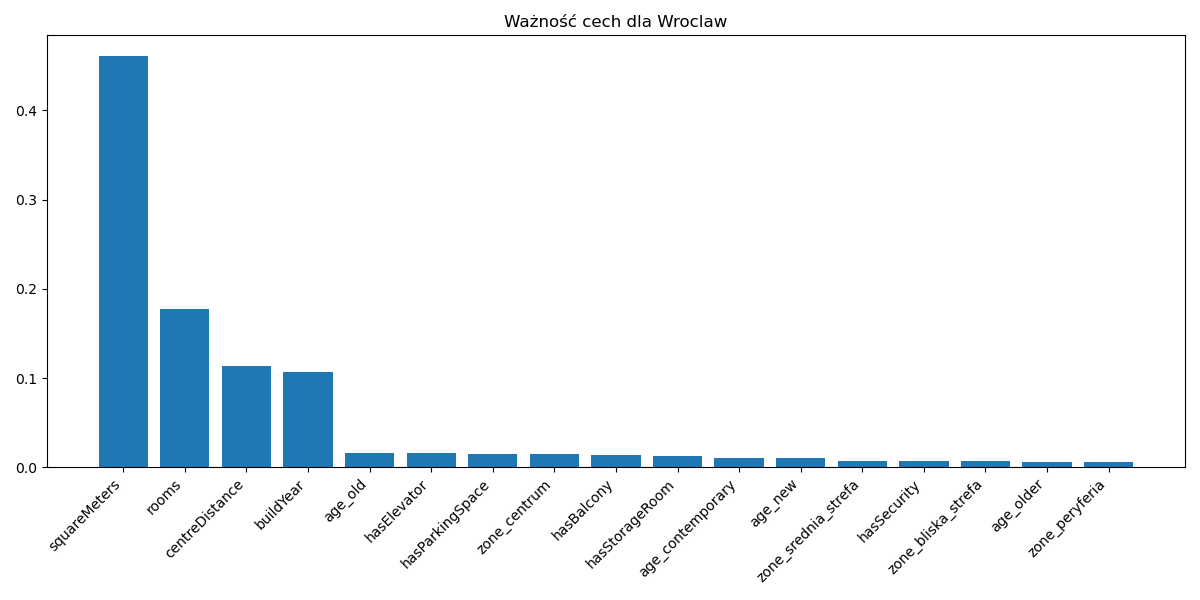 Ważność cech dla Wroclaw
0.4
0.3
0.2
0.1
0.0
squareMeters
rooms
centreDistance
buildYear
age_old
hasElevator
hasParkingSpace
zone_centrum
hasBalcony
hasStorageRoom
age_contemporary
age_new
zone_srednia_strefa
hasSecurity
zone_bliska_strefa
age_older
zone_peryferia